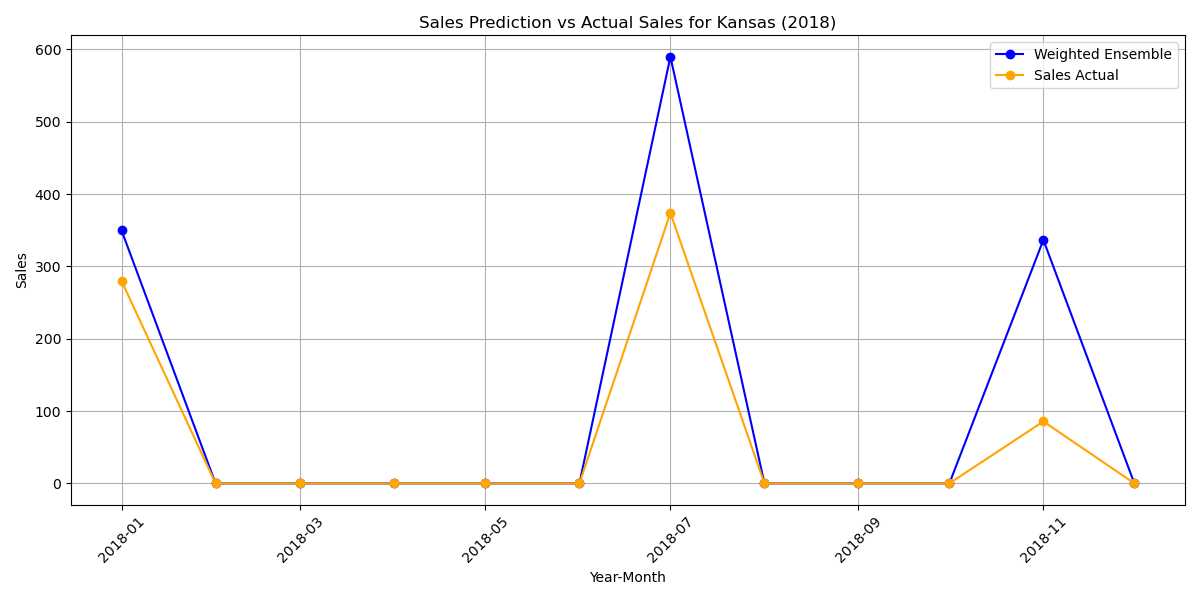 Sales Prediction vs Actual Sales for Kansas (2018)
Weighted Ensemble
Sales Actual
600
500
400
300
200
100
0
Sales
2018-01
2018-03
2018-05
2018-07
2018-09
2018-11
Year-Month